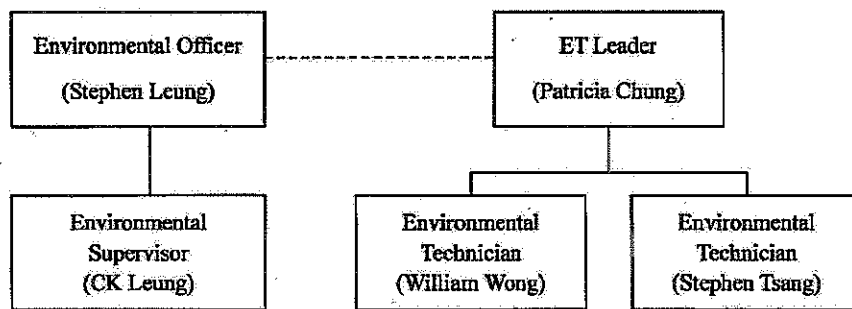 Environmental Officer
(Stephen Leung)
ET Leader
(Patricia Chung)
Environmental
Supervisor
(CK Leung)
Environmental
Technician
(William Wong)
Environmental
Technician
(Stephen Tsang)